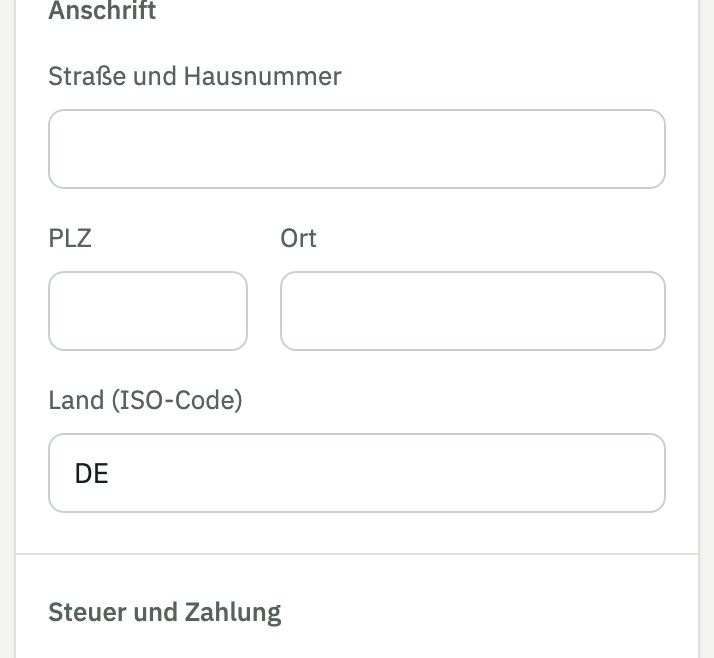 Anschrift
Straße und Hausnummer
PLZ Ort
Land (ISO-Code)
DE
Steuer und Zahlung